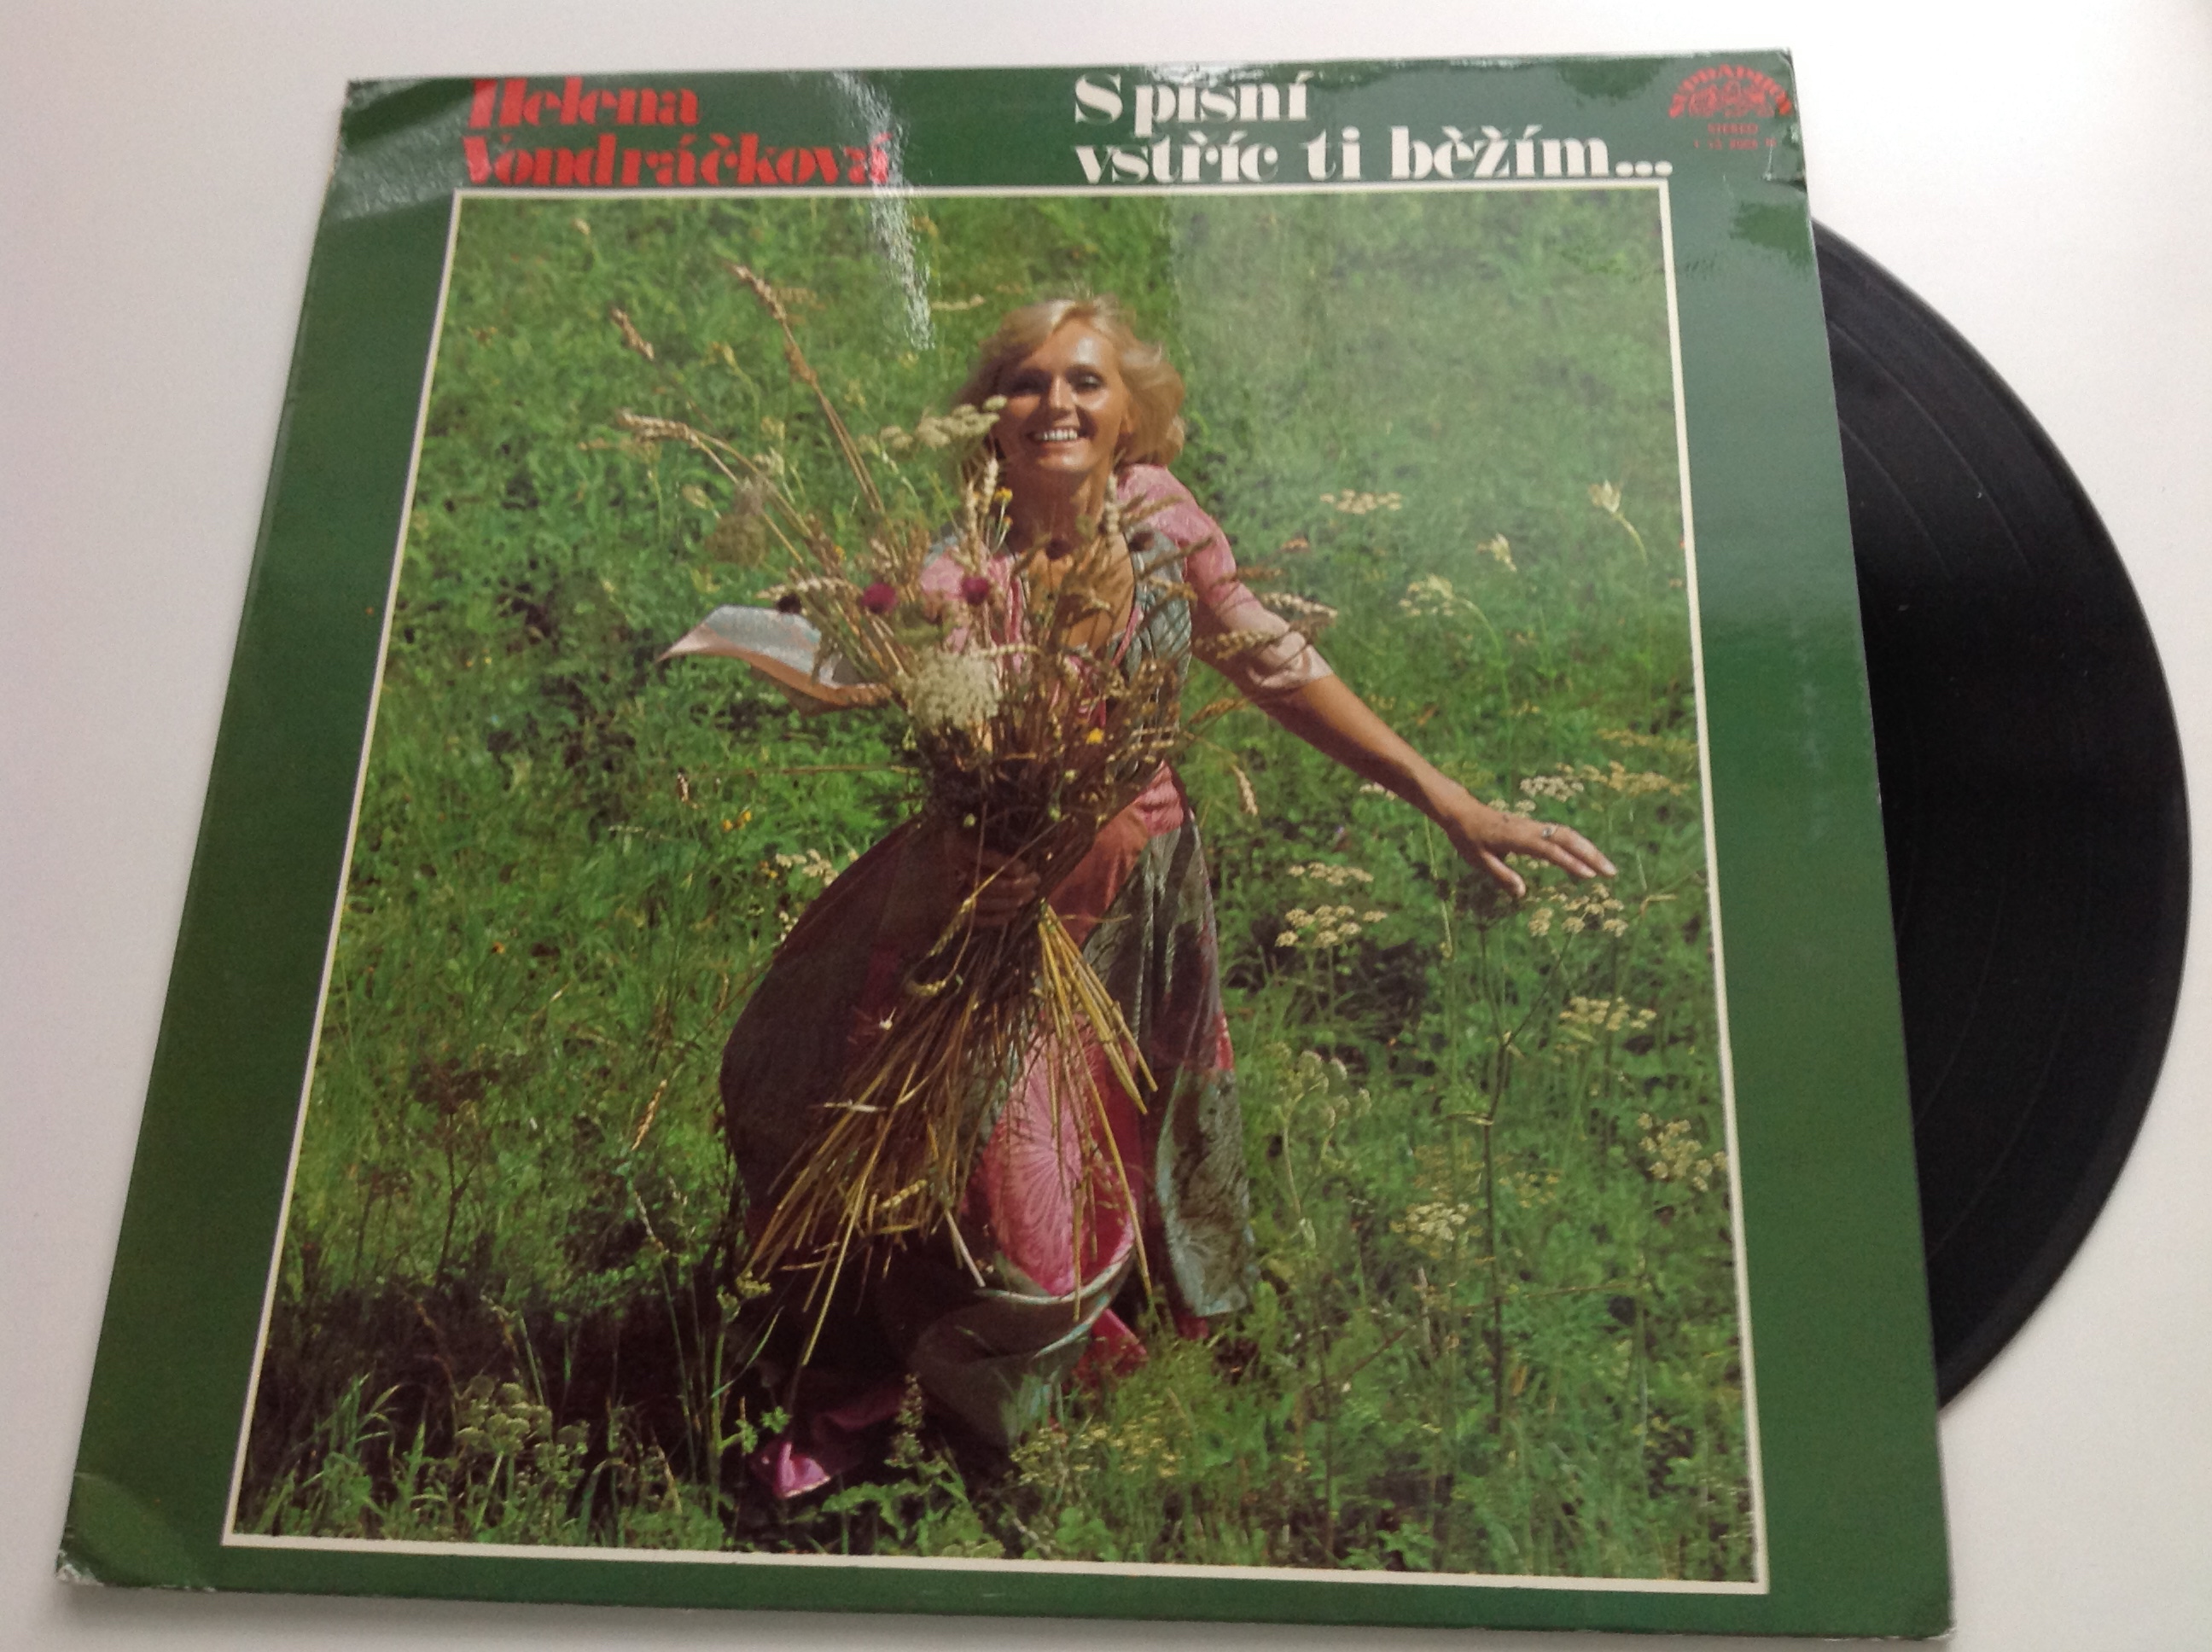 Helena
Vondráčková
S písní
vstříc ti běžím...
SUPRAPHON
STEREO